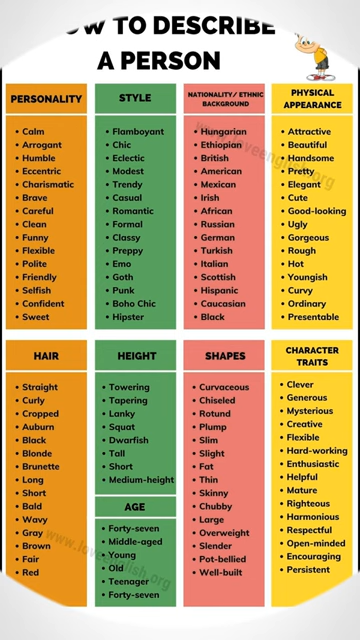 HOW TO DESCRIBE
A PERSON
PERSONALITY
• Calm
• Arrogant
• Humble
• Eccentric
• Charismatic
• Brave
• Careful
• Clean
• Funny
• Flexible
• Polite
• Friendly
• Selfish
• Confident
• Sweet
STYLE
• Flamboyant
• Chic
• Eclectic
• Modest
• Trendy
• Casual
• Romantic
• Formal
• Classy
• Preppy
• Emo
• Goth
• Punk
• Boho Chic
• Hipster
NATIONALITY/ ETHNIC
BACKGROUND
• Hungarian
• Ethiopian
• British
• American
• Mexican
• Irish
• African
• Russian
• German
• Turkish
• Italian
• Scottish
• Hispanic
• Caucasian
• Black
PHYSICAL
APPEARANCE
• Attractive
• Beautiful
• Handsome
• Pretty
• Elegant
• Cute
• Good-looking
• Ugly
• Gorgeous
• Rough
• Hot
• Youngish
• Curvy
• Ordinary
• Presentable
www.loveenglish.org
HAIR
• Straight
• Curly
• Cropped
• Auburn
• Black
• Blonde
• Brunette
• Long
• Short
• Bald
• Wavy
• Gray
• Brown
• Fair
• Red
HEIGHT
• Towering
• Tapering
• Lanky
• Squat
• Dwarfish
• Tall
• Short
• Medium-height
AGE
• Forty-seven
• Middle-aged
• Young
• Old
• Teenager
• Forty-seven
SHAPES
• Curvaceous
• Chiseled
• Rotund
• Plump
• Slim
• Slight
• Fat
• Thin
• Skinny
• Chubby
• Large
• Overweight
• Slender
• Pot-bellied
• Well-built
CHARACTER
TRAITS
• Clever
• Generous
• Mysterious
• Creative
• Flexible
• Hard-working
• Enthusiastic
• Helpful
• Mature
• Righteous
• Harmonious
• Respectful
• Open-minded
• Encouraging
• Persistent
www.loveenglish.org